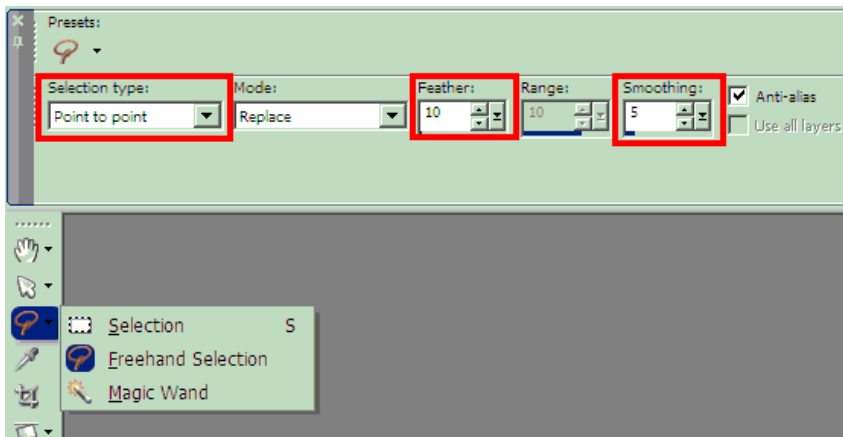 Presets:
Selection type: Mode: Feather: Range: Smoothing:
Point to point Replace 10 10 5 Anti-alias
Use all layers
Selection S
Freehand Selection
Magic Wand